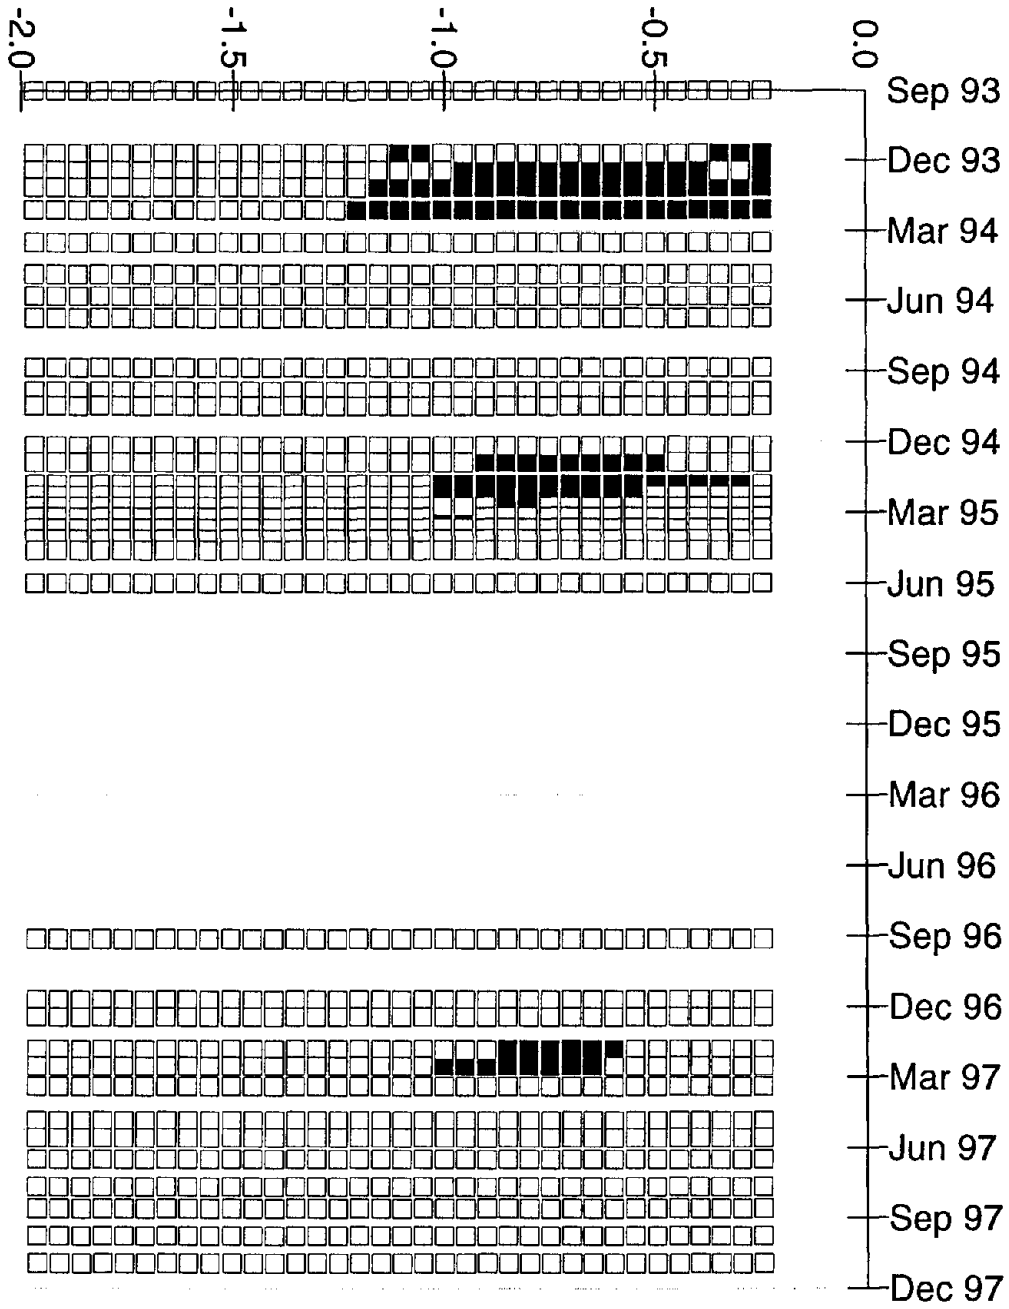 -2.0
-1.5
-1.0
-0.5
0.0
Sep 93
Dec 93
Mar 94
Jun 94
Sep 94
Dec 94
Mar 95
Jun 95
Sep 95
Dec 95
Mar 96
Jun 96
Sep 96
Dec 96
Mar 97
Jun 97
Sep 97
Dec 97